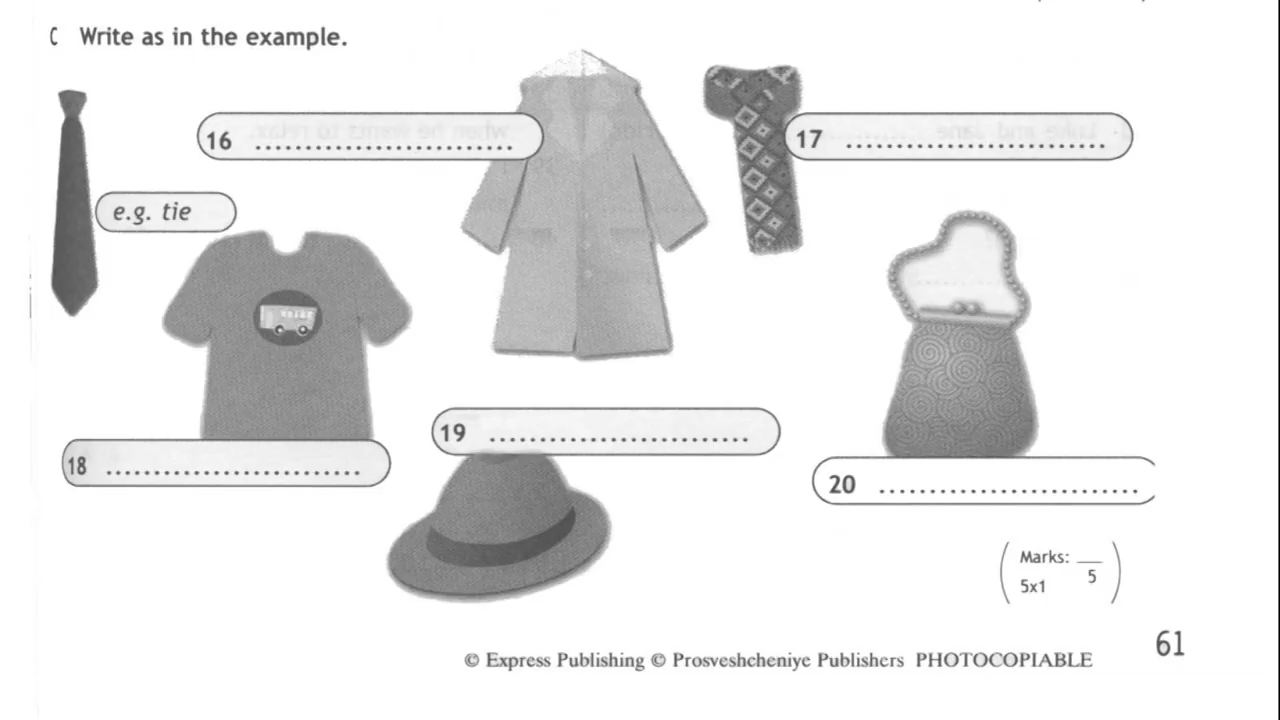 C Write as in the example.
16 ..........................
17 ..........................
e.g. tie
18 ..........................
19 ..........................
20 ..........................
Marks: __
5x1 5
61
© Express Publishing © Prosveshcheniye Publishers PHOTOCOPIABLE